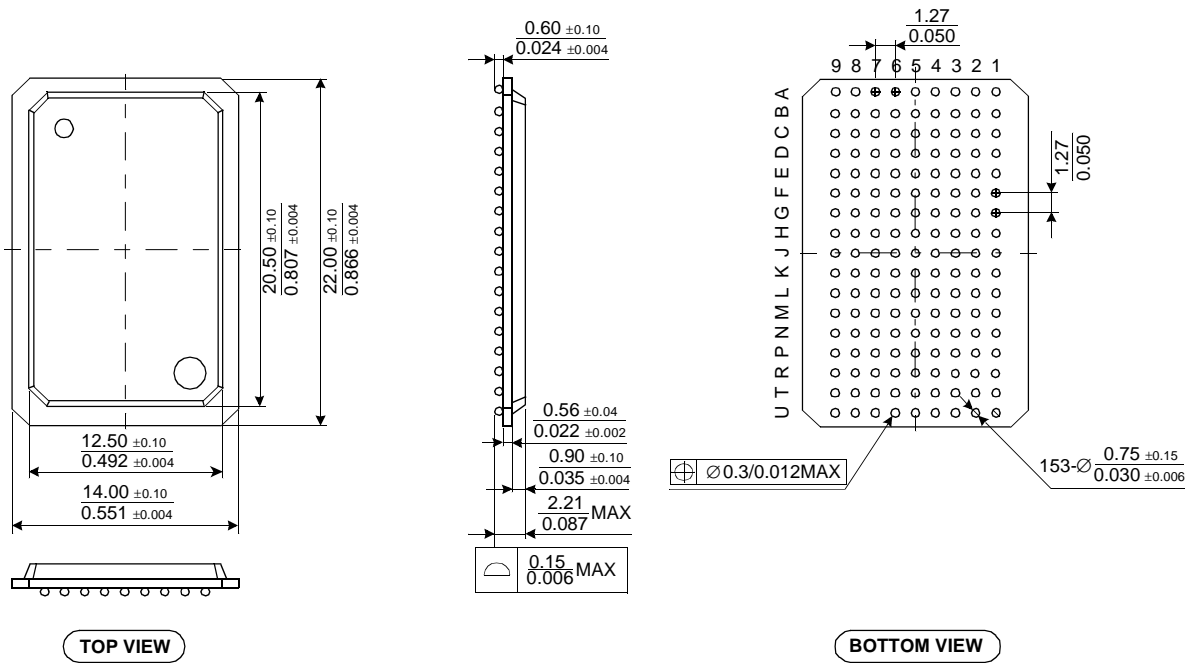 0.60 ±0.10
0.024 ±0.004
1.27
0.050
9 8 7 6 5 4 3 2 1
A
B
C
D
E
F
G
H
J
K
L
M
N
P
R
T
U
1.27
0.050
20.50 ±0.10
0.807 ±0.004
22.00 ±0.10
0.866 ±0.004
12.50 ±0.10
0.492 ±0.004
14.00 ±0.10
0.551 ±0.004
0.56 ±0.04
0.022 ±0.002
0.90 ±0.10
0.035 ±0.004
2.21
0.087 MAX
0.15
0.006 MAX
Ø0.3/0.012MAX
153-Ø 0.75 ±0.15
0.030 ±0.006
TOP VIEW
BOTTOM VIEW